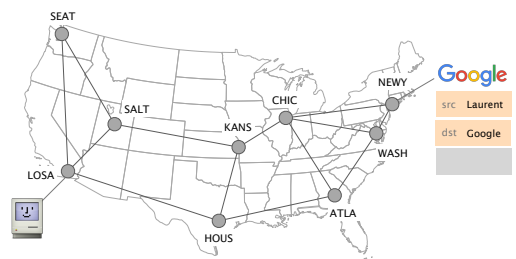 SEAT
Google
NEWY
CHIC
src Laurent
SALT
KANS
dst Google
WASH
LOSA
ATLA
HOUS